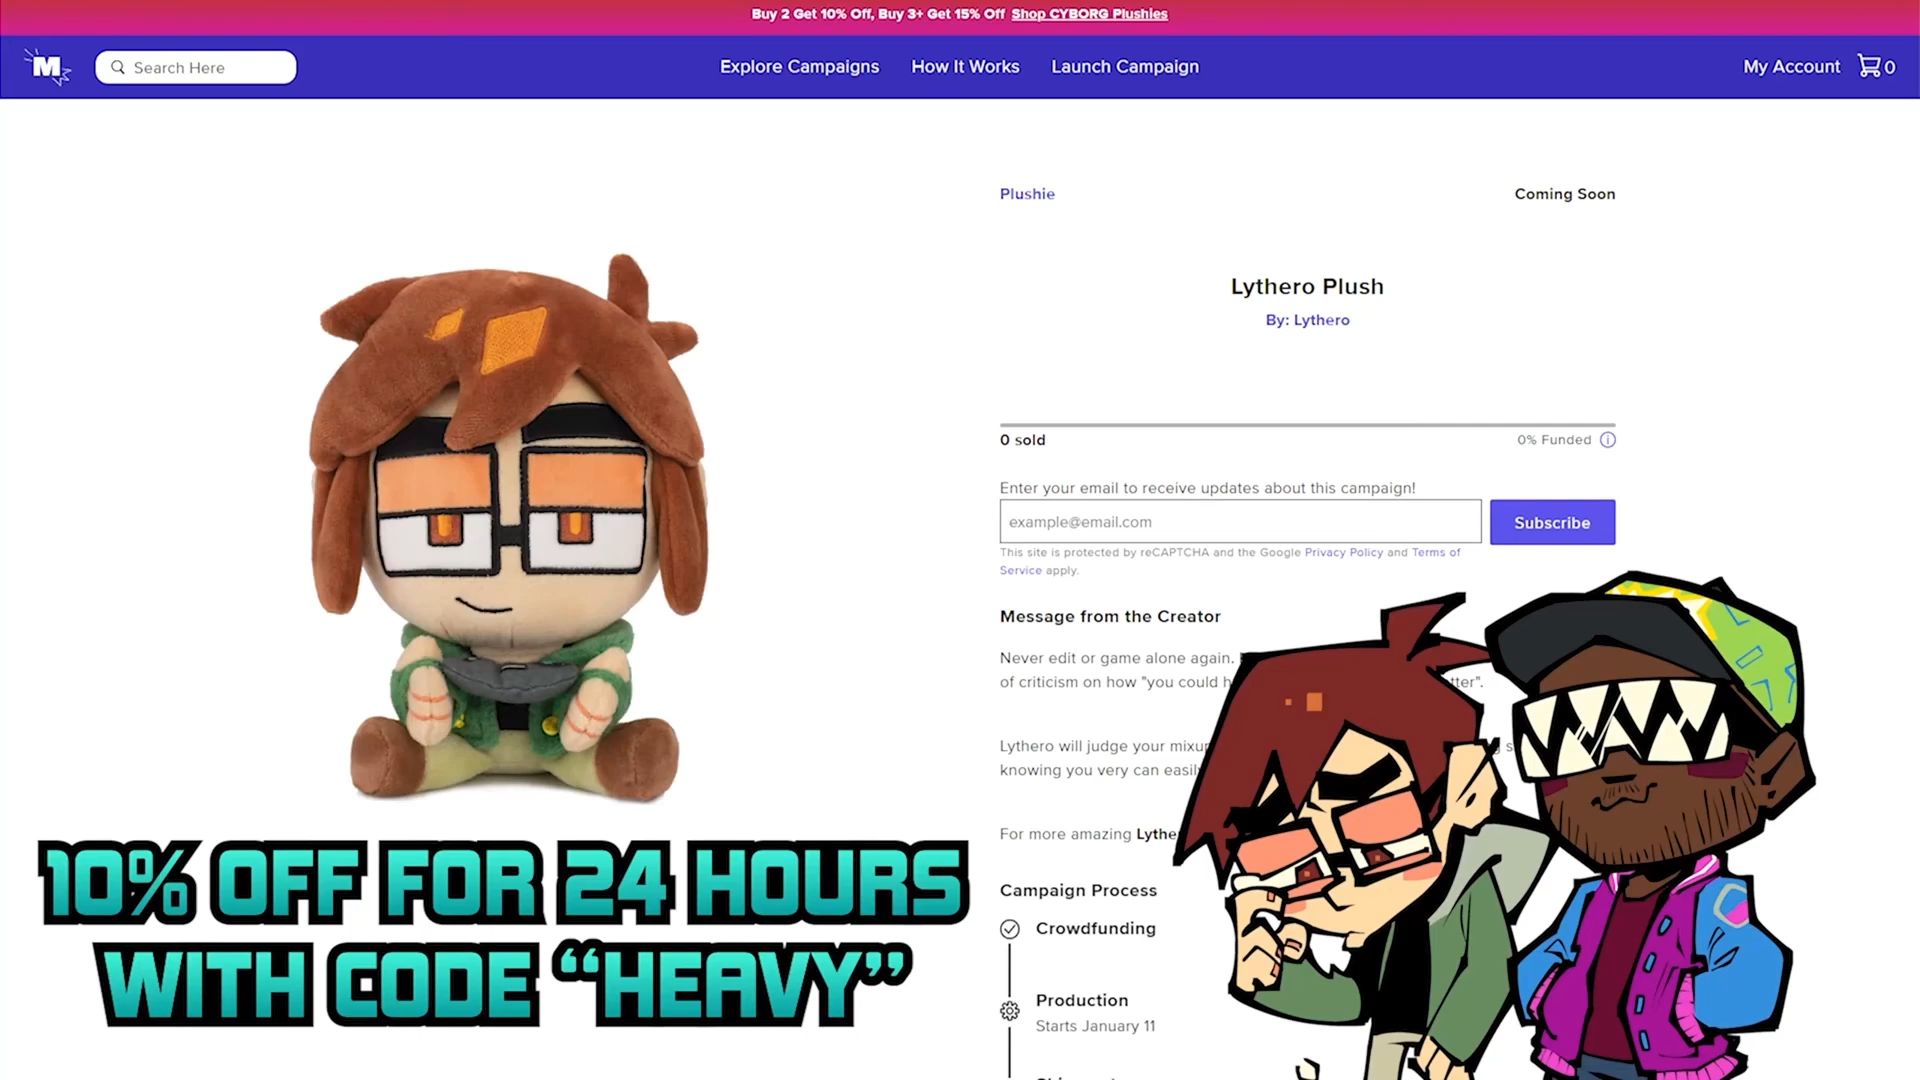 Buy 2 Get 10% Off, Buy 3+ Get 15% Off Shop CYBORG Plushies
M
Search Here
Explore Campaigns
How It Works
Launch Campaign
My Account
0
Plushie
Coming Soon
Lythero Plush
By: Lythero
0 sold
0% Funded
Enter your email to receive updates about this campaign!
example@email.com
Subscribe
This site is protected by reCAPTCHA and the Google Privacy Policy and Terms of
Service apply.
Message from the Creator
Never edit or game alone again.
of criticism on how "you could
Lythero will judge your
knowing you very can easily
For more amazing
Campaign Process
Crowdfunding
Production
Starts January 11
10% OFF FOR 24 HOURS
WITH CODE “HEAVY”